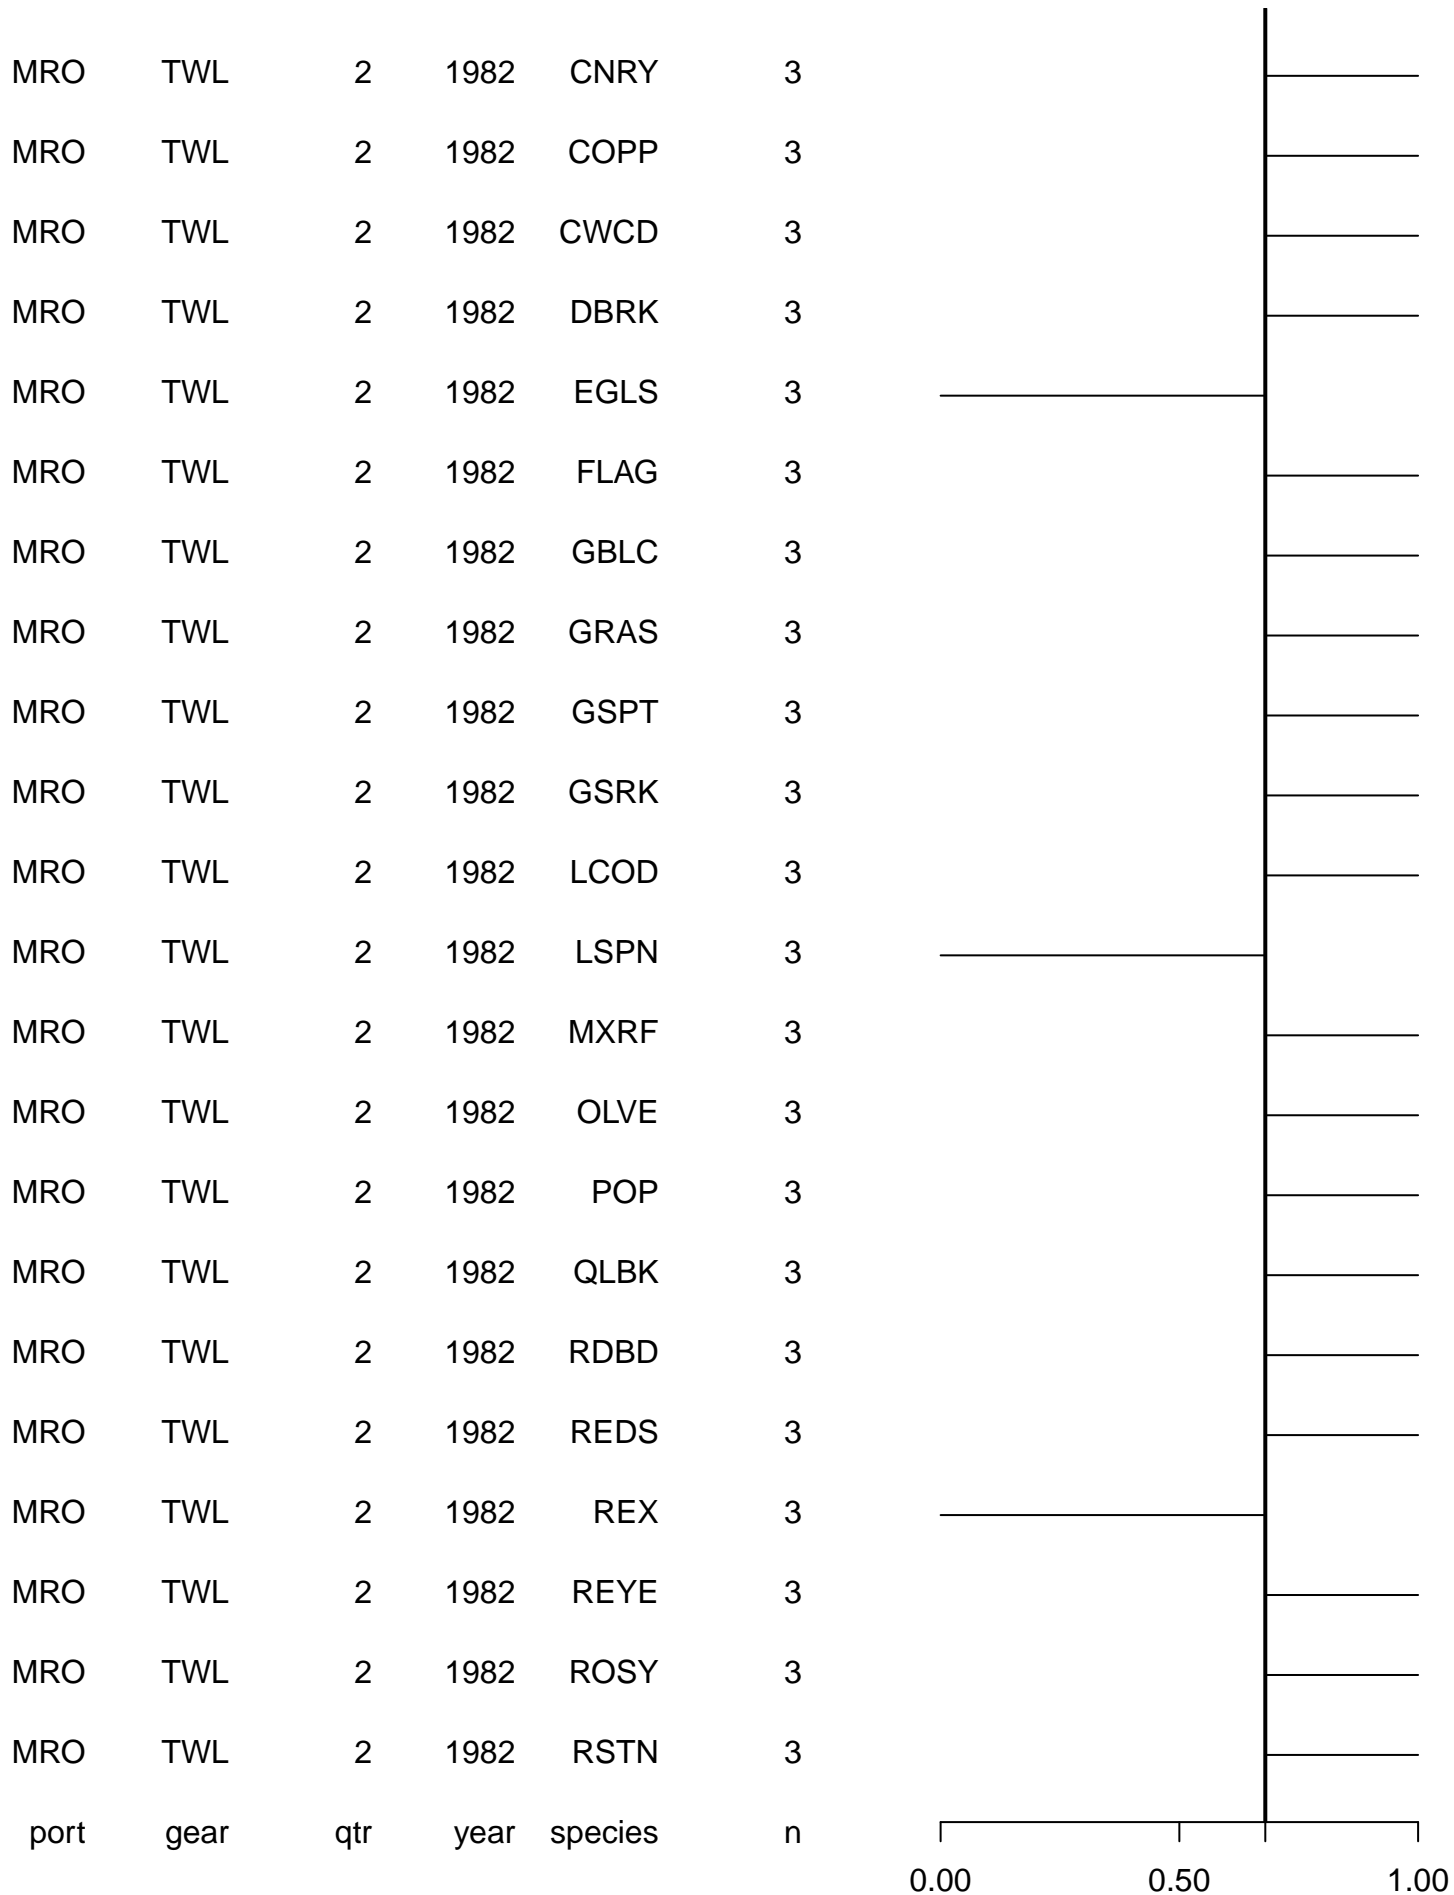 MRO TWL 2 1982 CNRY 3
MRO TWL 2 1982 COPP 3
MRO TWL 2 1982 CWCD 3
MRO TWL 2 1982 DBRK 3
MRO TWL 2 1982 EGLS 3
MRO TWL 2 1982 FLAG 3
MRO TWL 2 1982 GBLC 3
MRO TWL 2 1982 GRAS 3
MRO TWL 2 1982 GSPT 3
MRO TWL 2 1982 GSRK 3
MRO TWL 2 1982 LCOD 3
MRO TWL 2 1982 LSPN 3
MRO TWL 2 1982 MXRF 3
MRO TWL 2 1982 OLVE 3
MRO TWL 2 1982 POP 3
MRO TWL 2 1982 QLBK 3
MRO TWL 2 1982 RDBD 3
MRO TWL 2 1982 REDS 3
MRO TWL 2 1982 REX 3
MRO TWL 2 1982 REYE 3
MRO TWL 2 1982 ROSY 3
MRO TWL 2 1982 RSTN 3
port gear qtr year species n
0.00 0.50 1.00